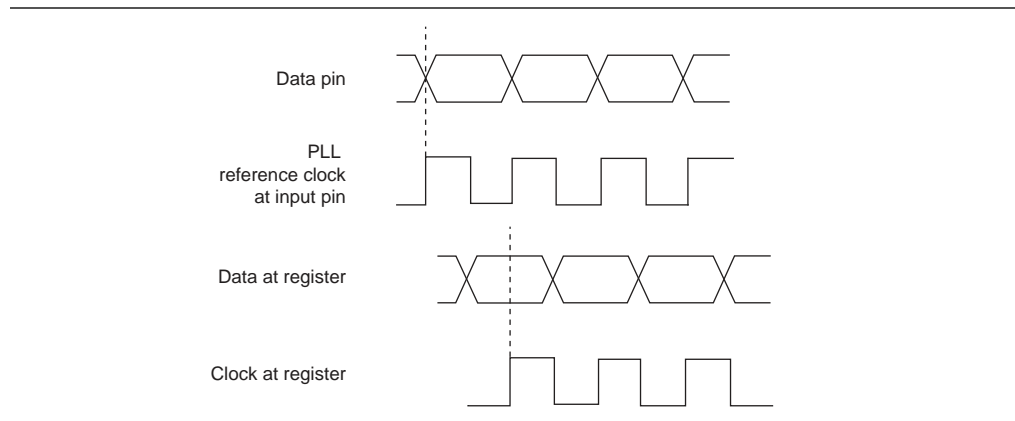 Data pin
PLL
reference clock
at input pin
Data at register
Clock at register